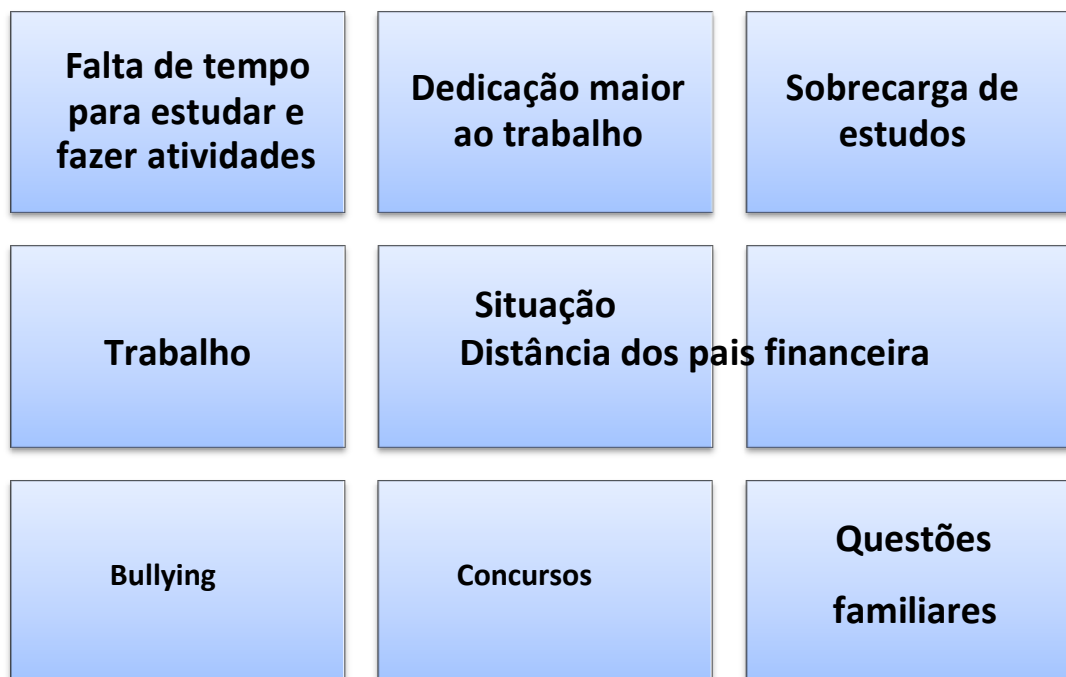 Falta de tempo
para estudar e
fazer atividades
Dedicação maior
ao trabalho
Sobrecarga de
estudos
Trabalho
Situação
Distância dos pais financeira
Bullying
Concursos
Questões
familiares